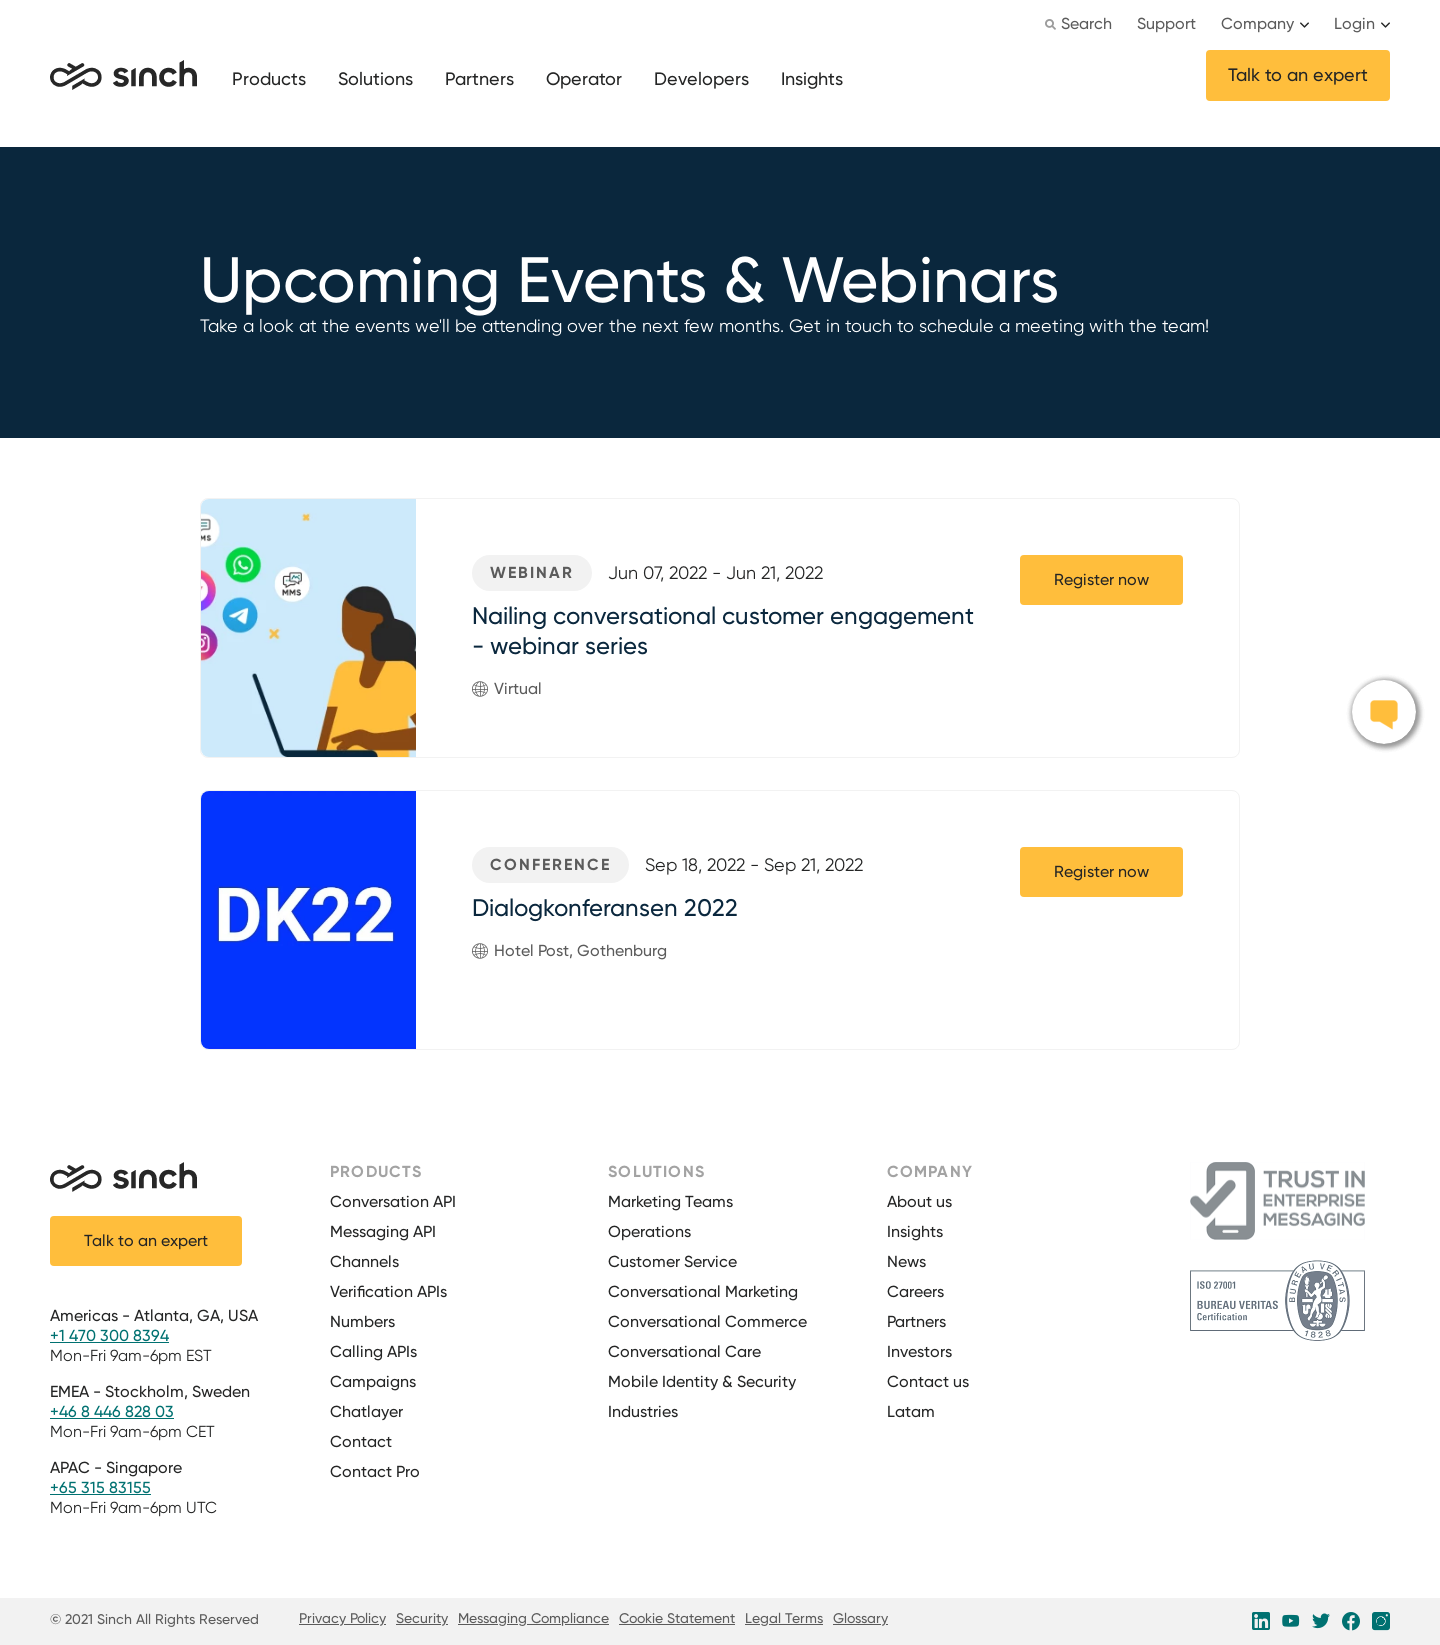 Search Support Company Login
sinch Products Solutions Partners Operator Developers Insights Talk to an expert
Upcoming Events & Webinars
Take a look at the events we'll be attending over the next few months. Get in touch to schedule a meeting with the team!
MMS
WEBINAR Jun 07, 2022 - Jun 21, 2022 Register now
Nailing conversational customer engagement
- webinar series
Virtual
DK22
CONFERENCE Sep 18, 2022 - Sep 21, 2022 Register now
Dialogkonferansen 2022
Hotel Post, Gothenburg
sinch
Talk to an expert
Americas - Atlanta, GA, USA
+1 470 300 8394
Mon-Fri 9am-6pm EST
EMEA - Stockholm, Sweden
+46 8 446 828 03
Mon-Fri 9am-6pm CET
APAC - Singapore
+65 315 83155
Mon-Fri 9am-6pm UTC
PRODUCTS
Conversation API
Messaging API
Channels
Verification APIs
Numbers
Calling APIs
Campaigns
Chatlayer
Contact
Contact Pro
SOLUTIONS
Marketing Teams
Operations
Customer Service
Conversational Marketing
Conversational Commerce
Conversational Care
Mobile Identity & Security
Industries
COMPANY
About us
Insights
News
Careers
Partners
Investors
Contact us
Latam
TRUST IN
ENTERPRISE
MESSAGING
ISO 27001
BUREAU VERITAS
Certification
BUREAU VERITAS
1828
© 2021 Sinch All Rights Reserved Privacy Policy Security Messaging Compliance Cookie Statement Legal Terms Glossary